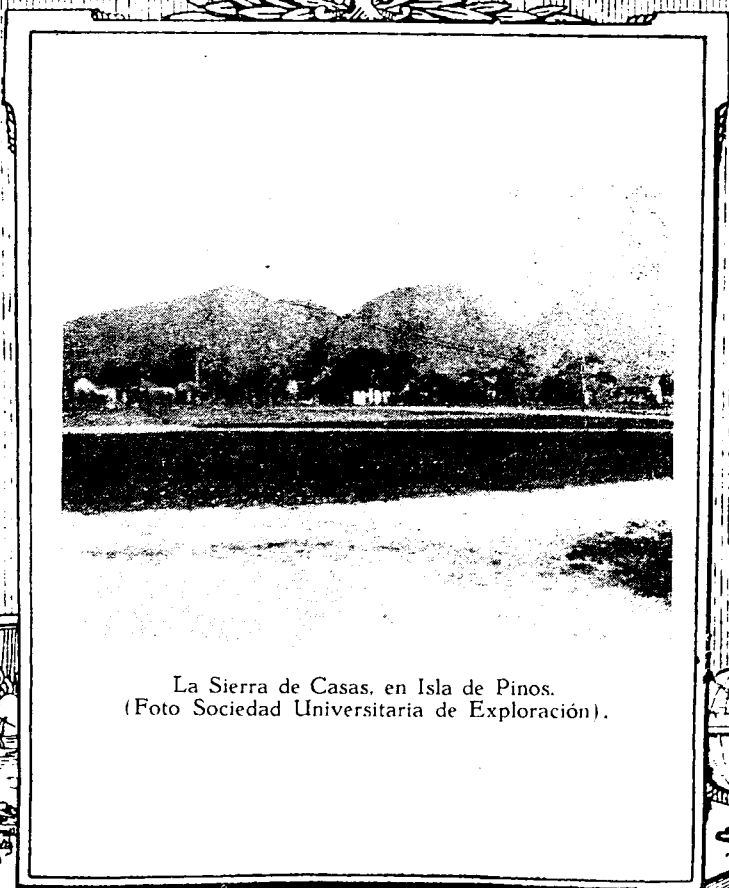 La Sierra de Casas, en Isla de Pinos.
(Foto Sociedad Universitaria de Exploración).